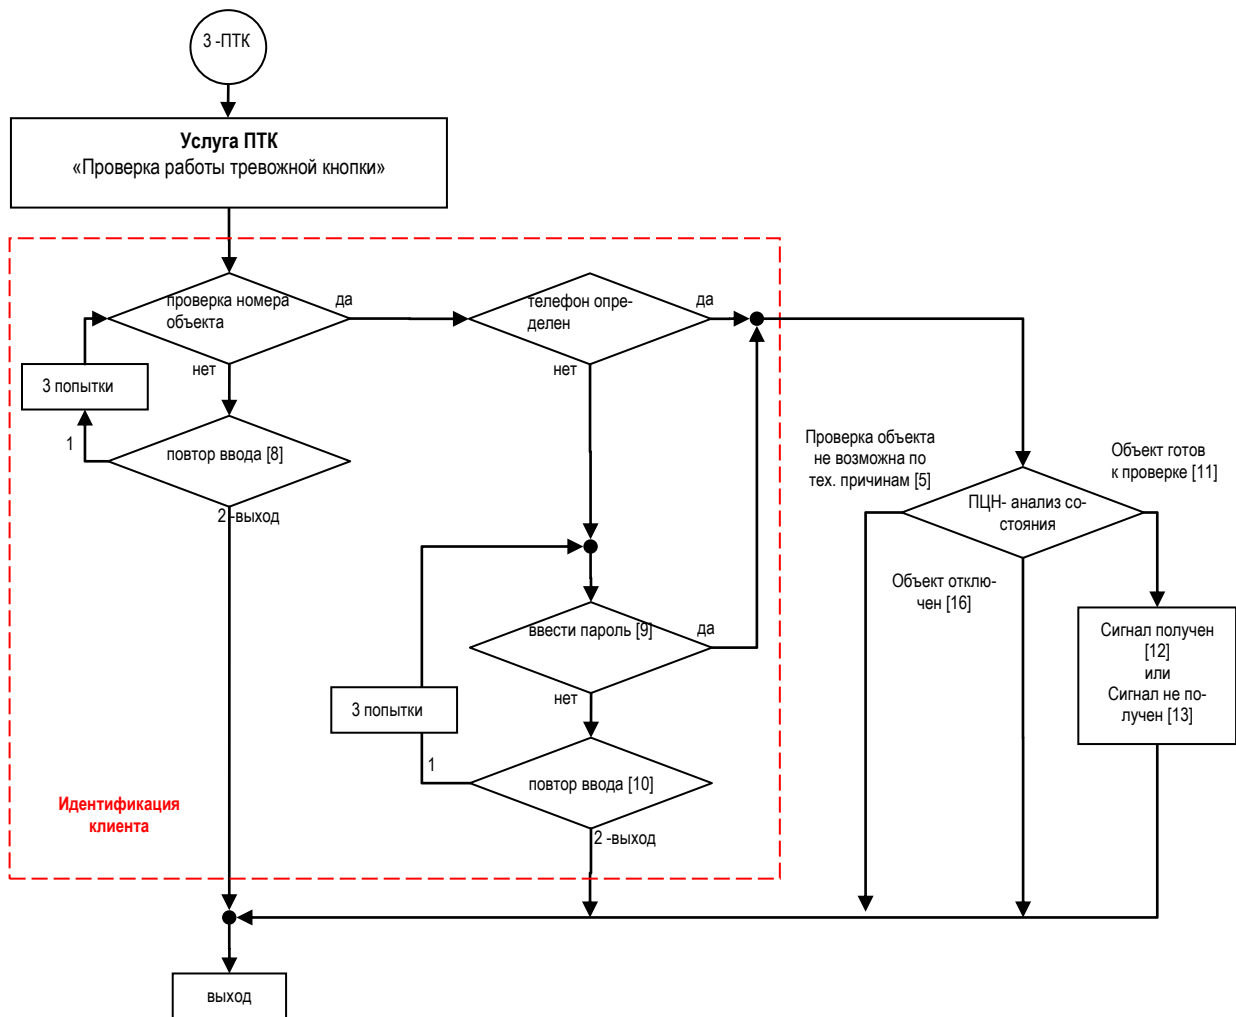 3 -ПТК
Услуга ПТК
«Проверка работы тревожной кнопки»
проверка номера
объекта
да
телефон опре-
делен
да
нет
нет
3 попытки
1
повтор ввода [8]
2 -выход
Проверка объекта
не возможна по
тех. причинам [5]
Объект готов
к проверке [11]
ПЦН- анализ со-
стояния
Объект отклю-
чен [16]
ввести пароль [9]
да
нет
Сигнал получен
[12]
или
Сигнал не по-
лучен [13]
3 попытки
1
повтор ввода [10]
2 -выход
Идентификация
клиента
выход